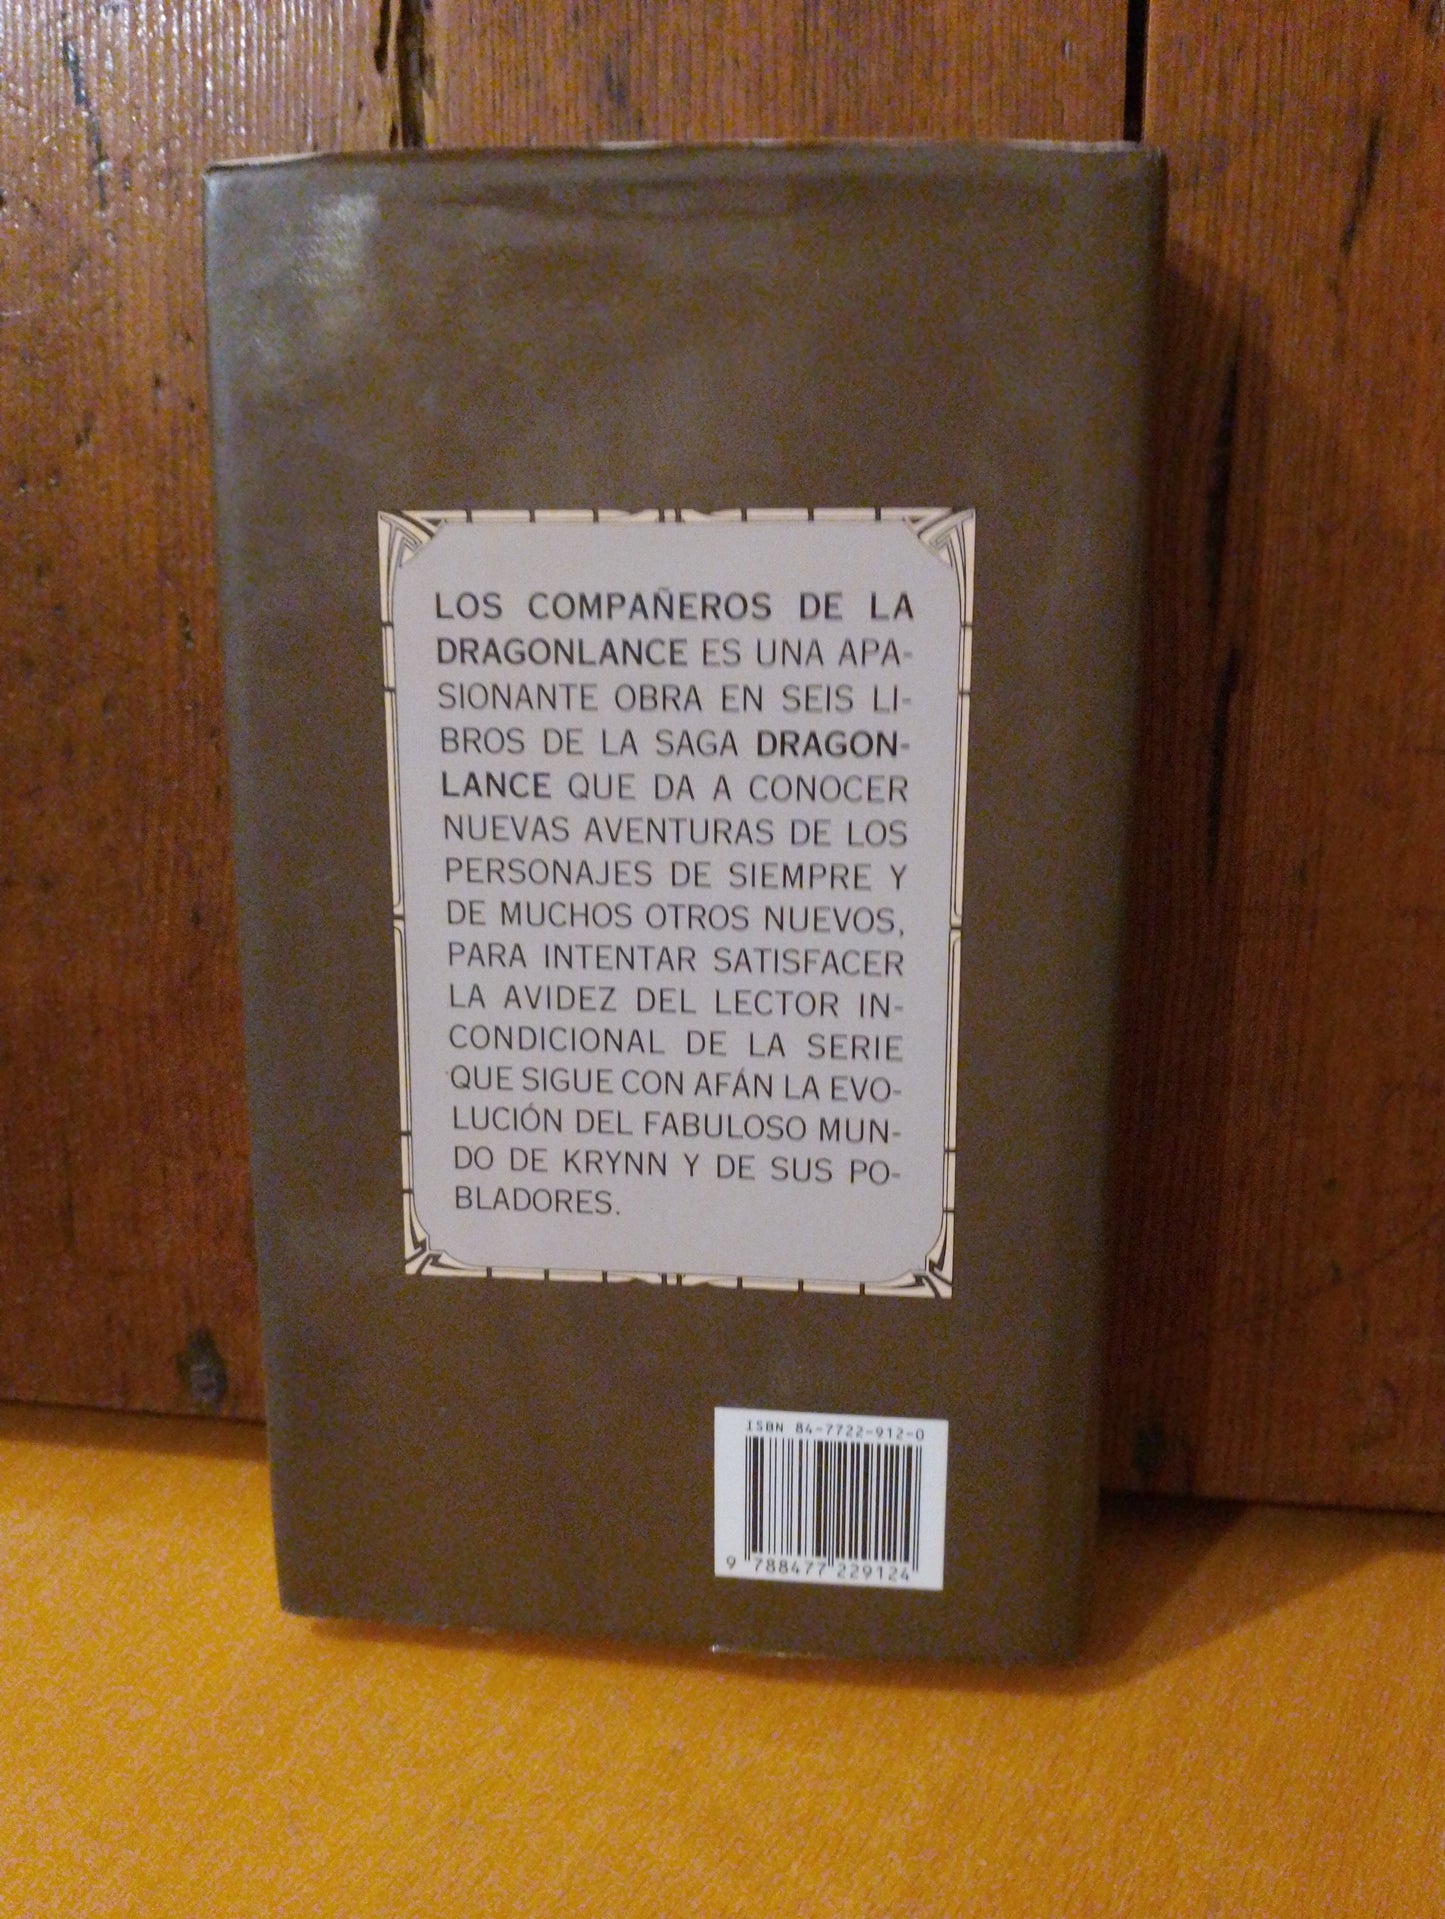 LOS COMPAÑEROS DE LA
DRAGONLANCE ES UNA APA-
SIONANTE OBRA EN SEIS LI-
BROS DE LA SAGA DRAGON-
LANCE QUE DA A CONOCER
NUEVAS AVENTURAS DE LOS
PERSONAJES DE SIEMPRE Y
DE MUCHOS OTROS NUEVOS,
PARA INTENTAR SATISFACER
LA AVIDEZ DEL LECTOR IN-
CONDICIONAL DE LA SERIE
QUE SIGUE CON AFÁN LA EVO-
LUCIÓN DEL FABULOSO MUN-
DO DE KRYNN Y DE SUS PO-
BLADORES.
ISBN 84-7722-912-0
9 788477 229124